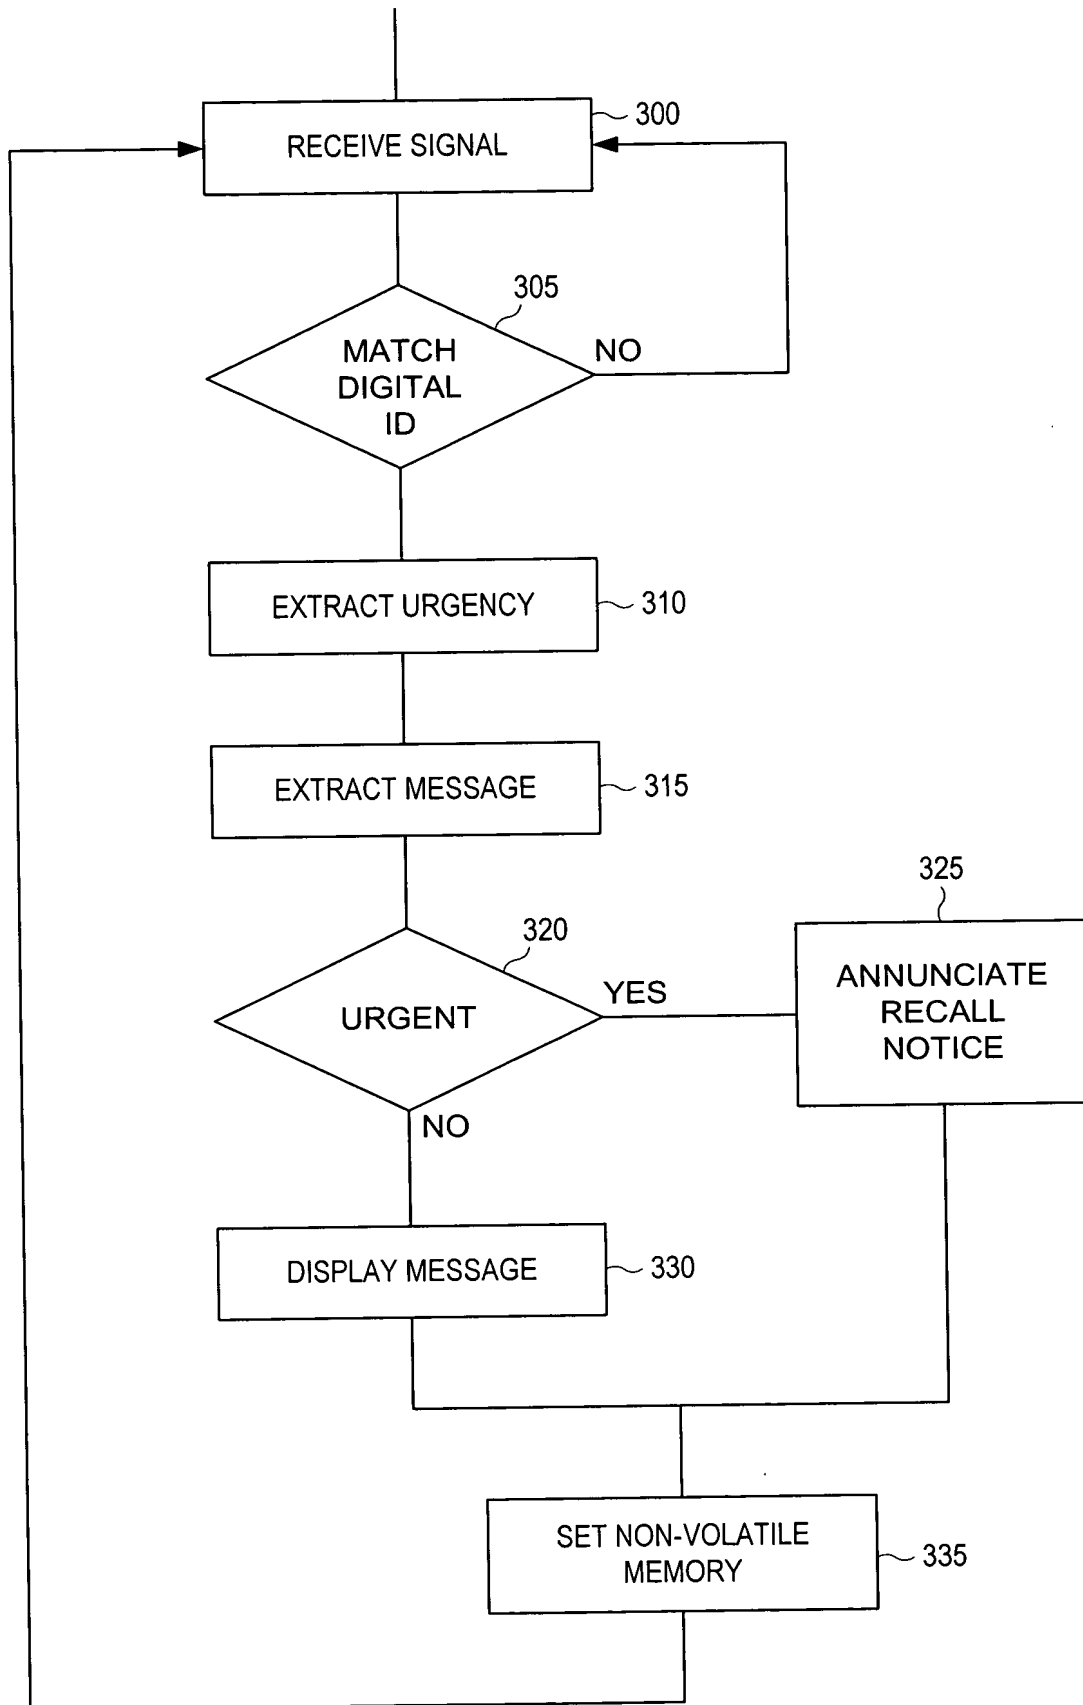 300
RECEIVE SIGNAL
305
MATCH
DIGITAL
ID
NO
EXTRACT URGENCY
310
EXTRACT MESSAGE
315
320
URGENT
YES
325
ANNUNCIATE
RECALL
NOTICE
NO
DISPLAY MESSAGE
330
SET NON-VOLATILE
MEMORY
335